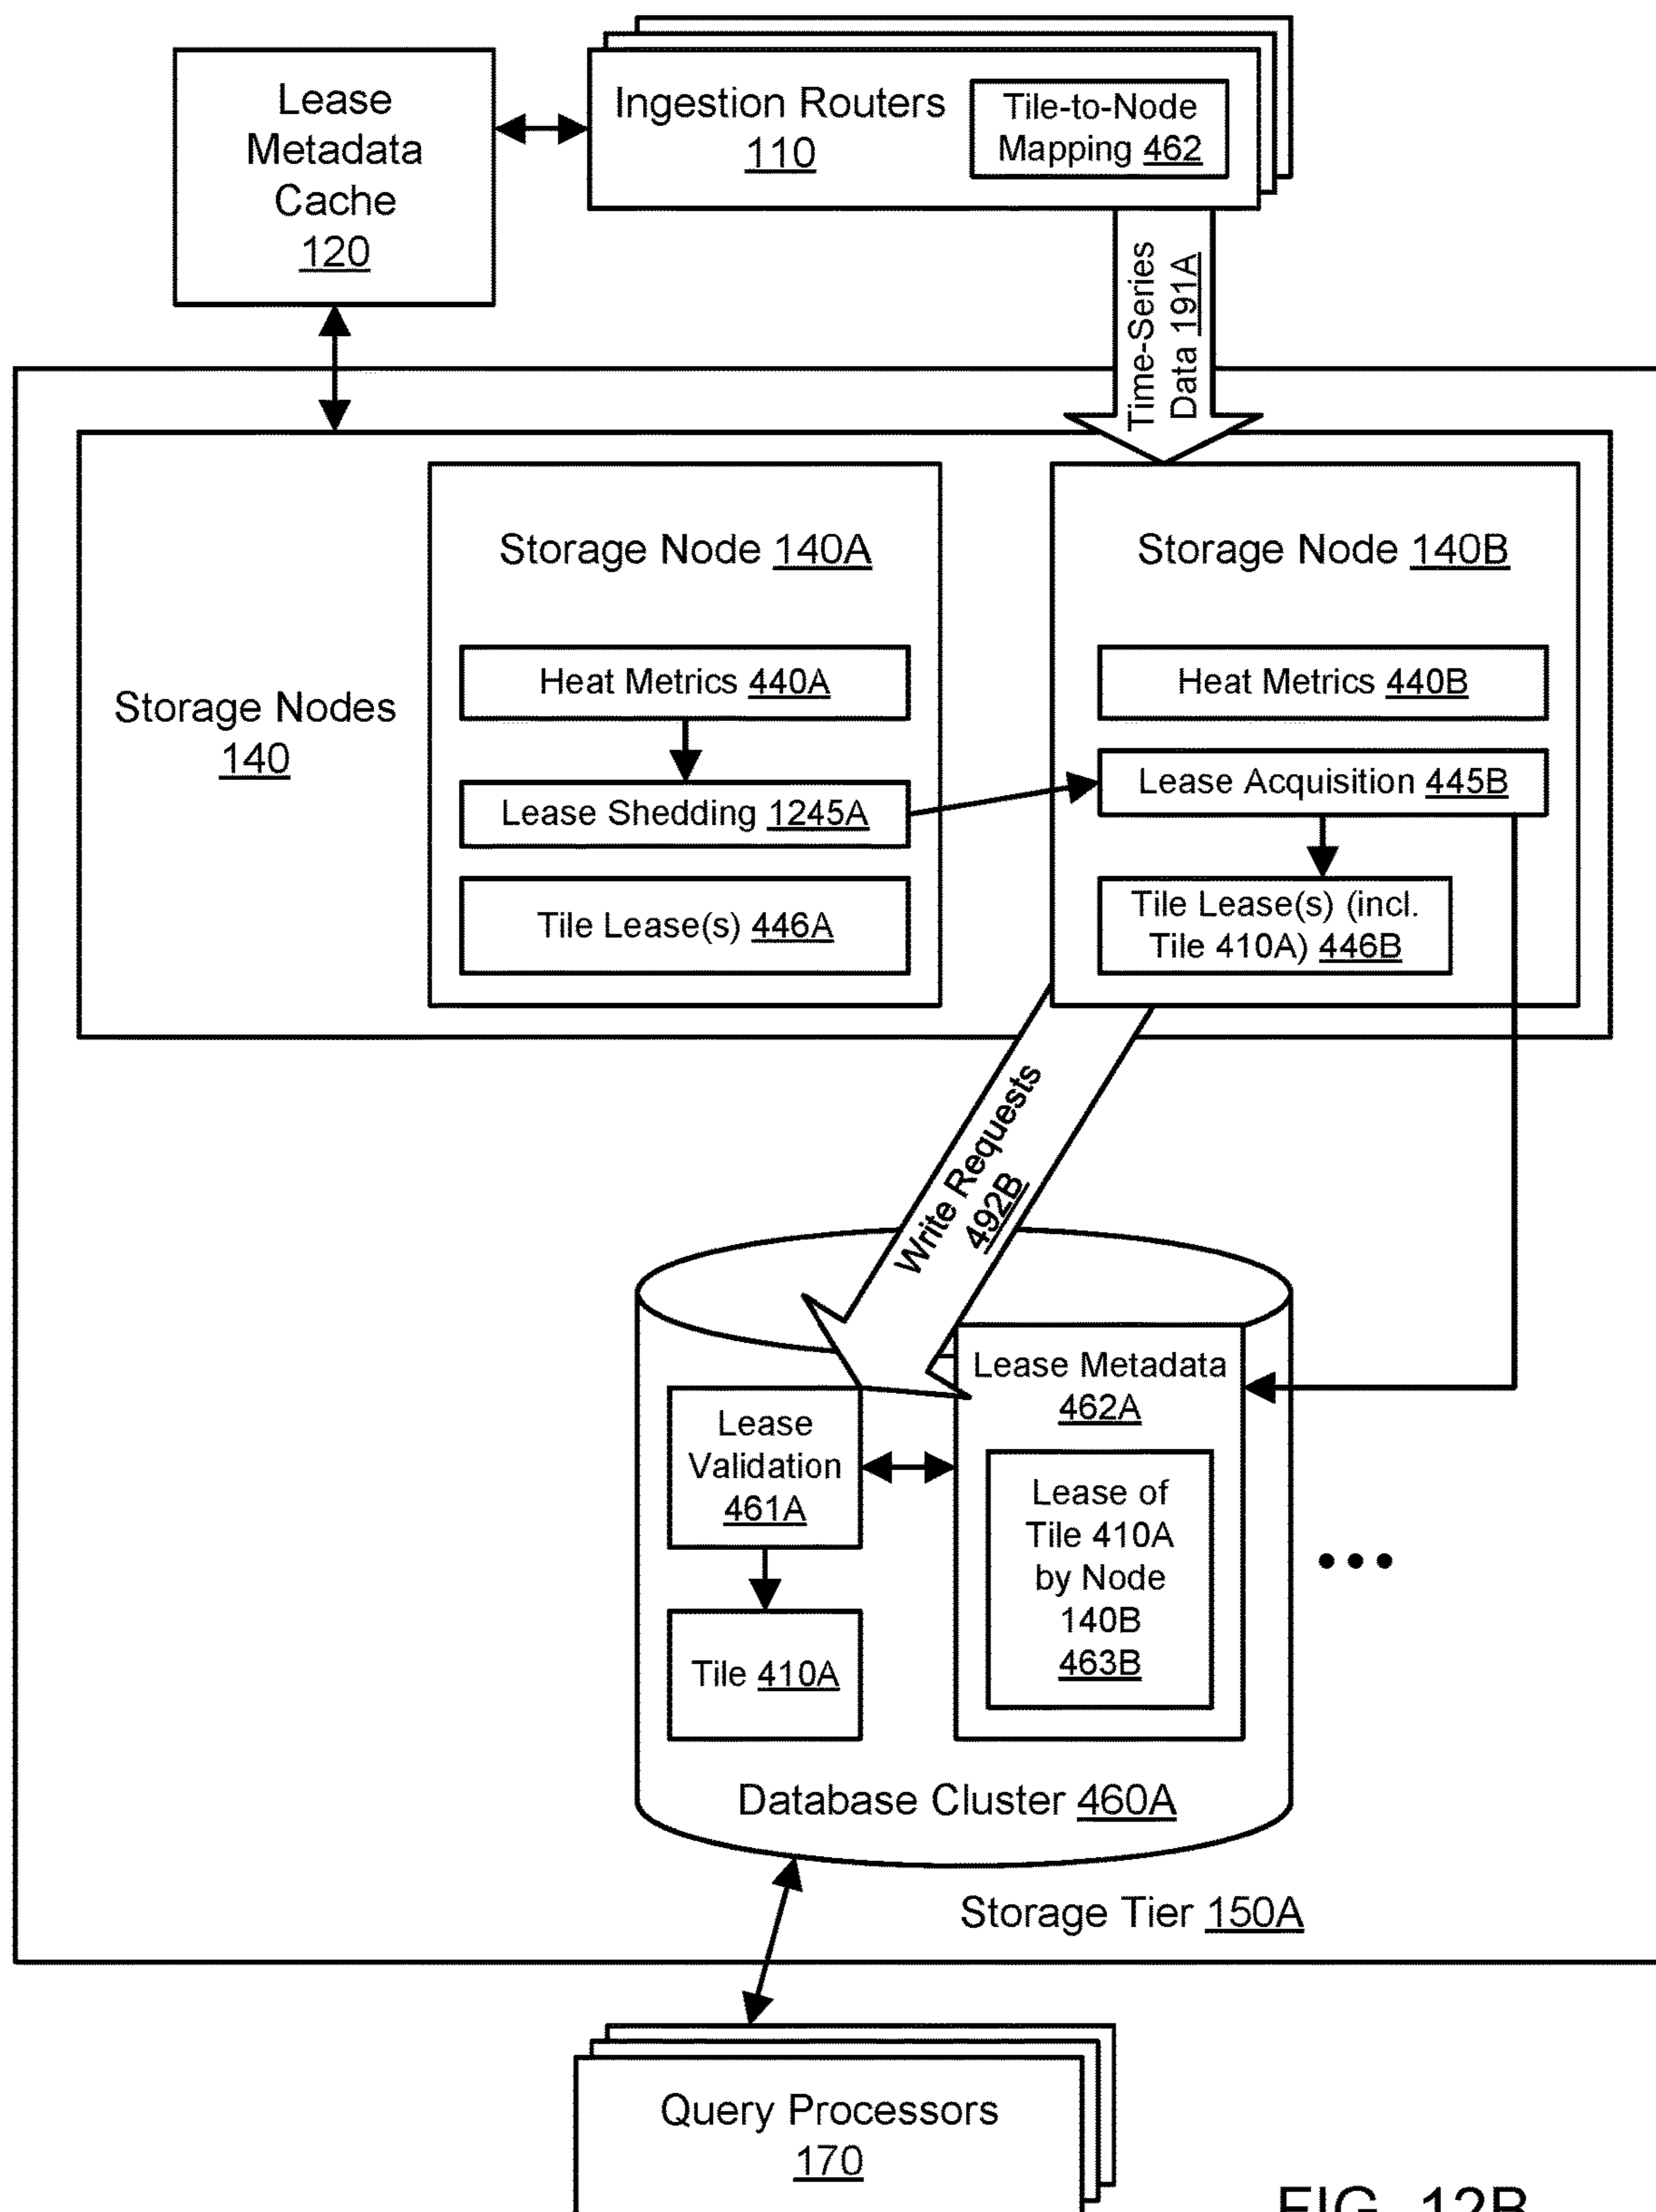 Lease
Metadata
Cache
120
Ingestion Routers
110
Tile-to-Node
Mapping 462
Time-Series
Data 191A
Storage Nodes
140
Storage Node 140A
Heat Metrics 440A
Lease Shedding 1245A
Tile Lease(s) 446A
Storage Node 140B
Heat Metrics 440B
Lease Acquisition 445B
Tile Lease(s) (incl.
Tile 410A) 446B
Write Requests
492B
Lease
Validation
461A
Tile 410A
Lease Metadata
462A
Lease of
Tile 410A
by Node
140B
463B
Database Cluster 460A
Storage Tier 150A
Query Processors
170
FIG. 12B